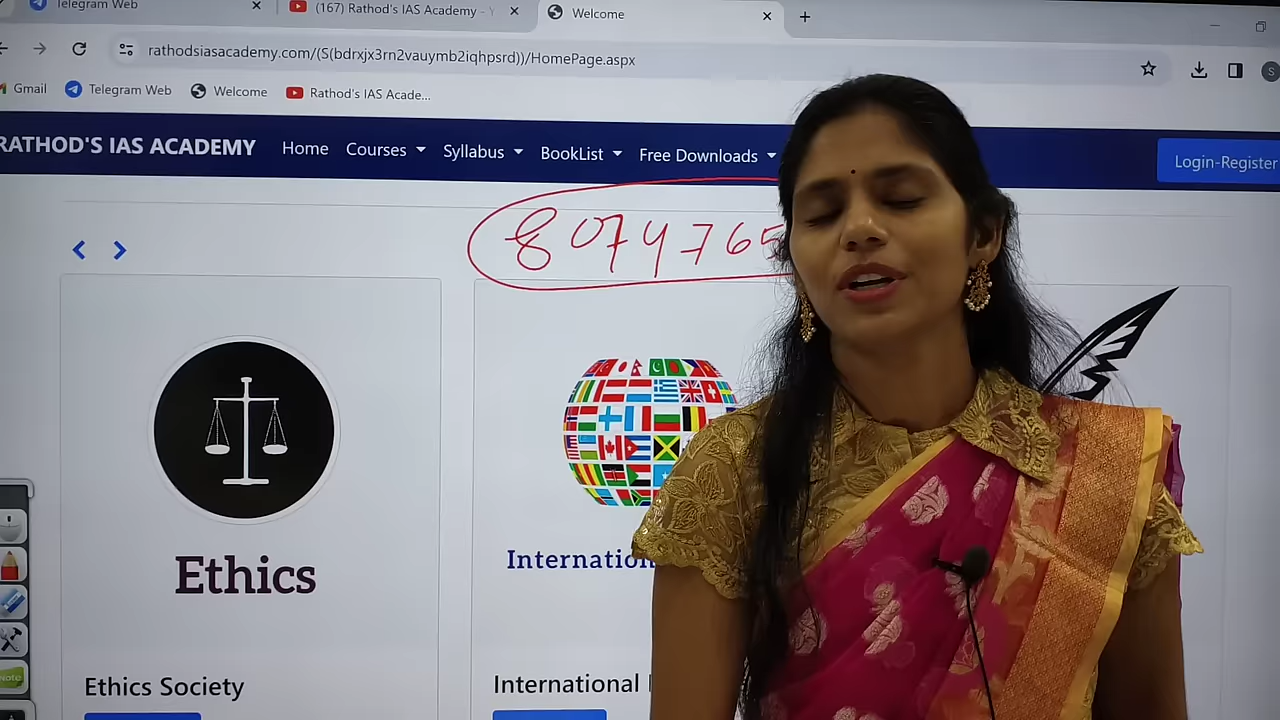 Telegram Web
(167) Rathod's IAS Academy - Y
Welcome
rathodsiasacademy.com/(S(bdrxjx3rn2vauymb2iqhpsrd))/HomePage.aspx
Gmail
Telegram Web
Welcome
Rathod's IAS Acade...
RATHOD'S IAS ACADEMY
Home
Courses
Syllabus
BookList
Free Downloads
Login-Register
807476
Ethics
Internation
Ethics Society
International
Note